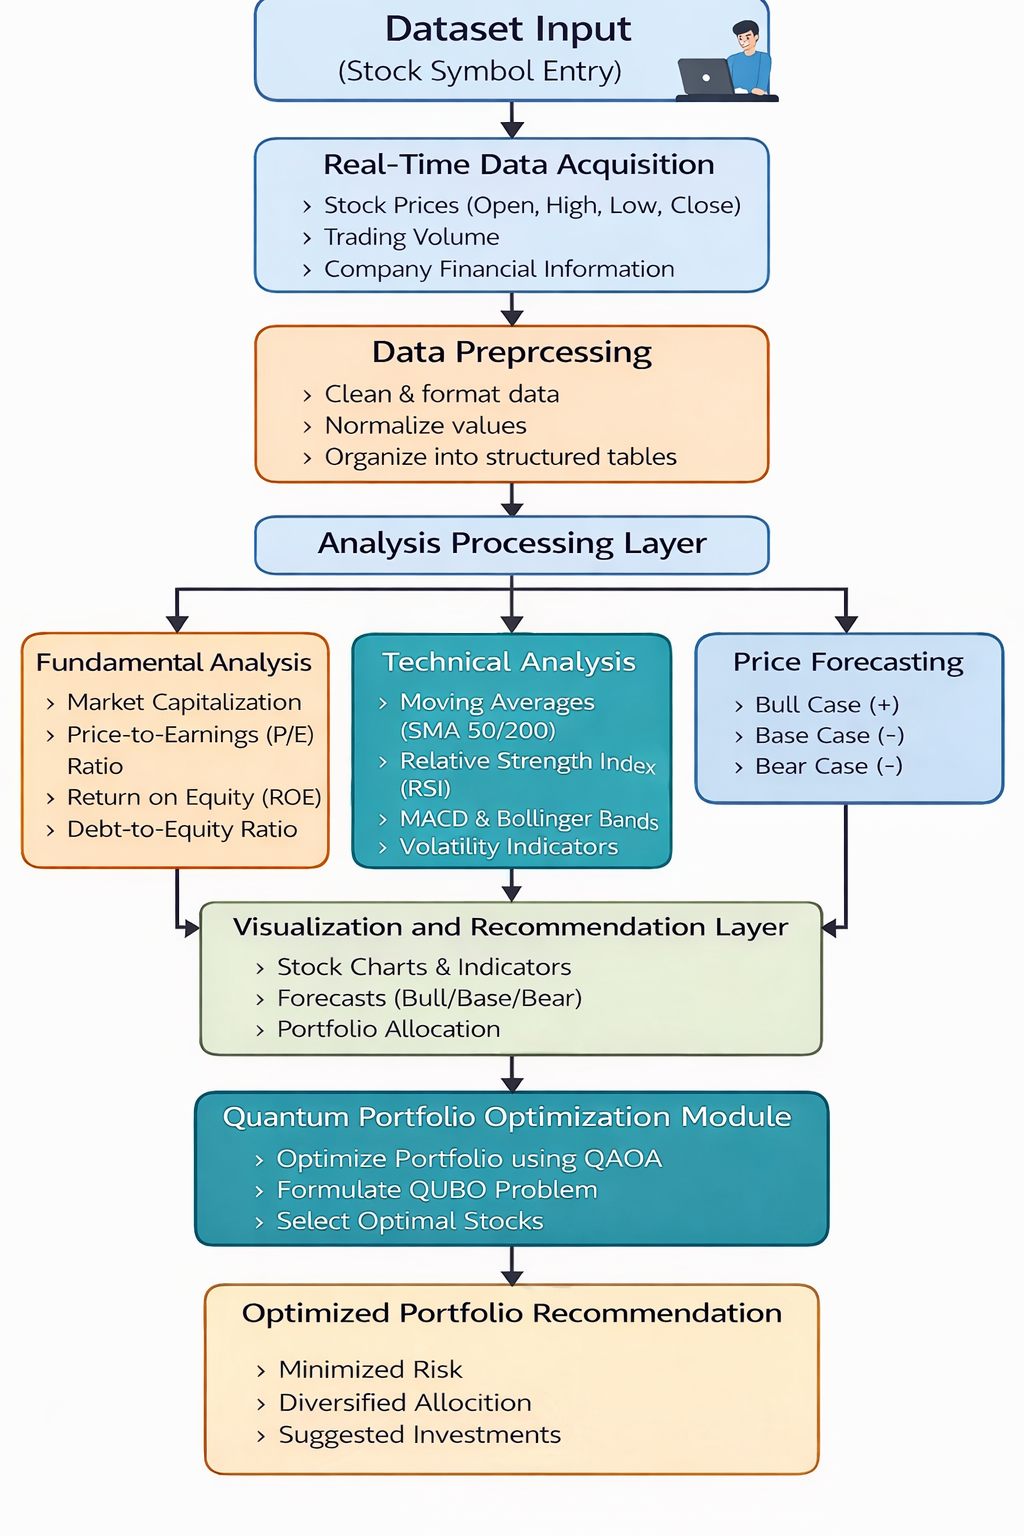 Dataset Input
(Stock Symbol Entry)
Real-Time Data Acquisition
› Stock Prices (Open, High, Low, Close)
› Trading Volume
› Company Financial Information
Data Preprcessing
› Clean & format data
› Normalize values
› Organize into structured tables
Analysis Processing Layer
Fundamental Analysis
› Market Capitalization
› Price-to-Earnings (P/E)
Ratio
› Return on Equity (ROE)
› Debt-to-Equity Ratio
Technical Analysis
› Moving Averages
(SMA 50/200)
› Relative Strength Index
(RSI)
› MACD & Bollinger Bands
› Volatility Indicators
Price Forecasting
› Bull Case (+)
› Base Case (-)
› Bear Case (-)
Visualization and Recommendation Layer
› Stock Charts & Indicators
› Forecasts (Bull/Base/Bear)
› Portfolio Allocation
Quantum Portfolio Optimization Module
› Optimize Portfolio using QAOA
› Formulate QUBO Problem
› Select Optimal Stocks
Optimized Portfolio Recommendation
› Minimized Risk
› Diversified Allocition
› Suggested Investments